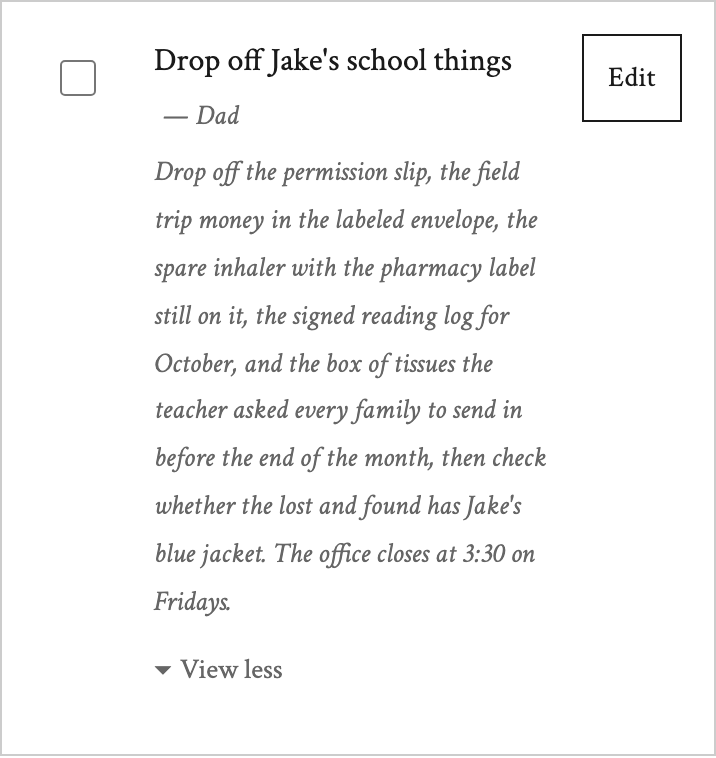 Drop off Jake's school things
Edit
— Dad
Drop off the permission slip, the field
trip money in the labeled envelope, the
spare inhaler with the pharmacy label
still on it, the signed reading log for
October, and the box of tissues the
teacher asked every family to send in
before the end of the month, then check
whether the lost and found has Jake's
blue jacket. The office closes at 3:30 on
Fridays.
View less